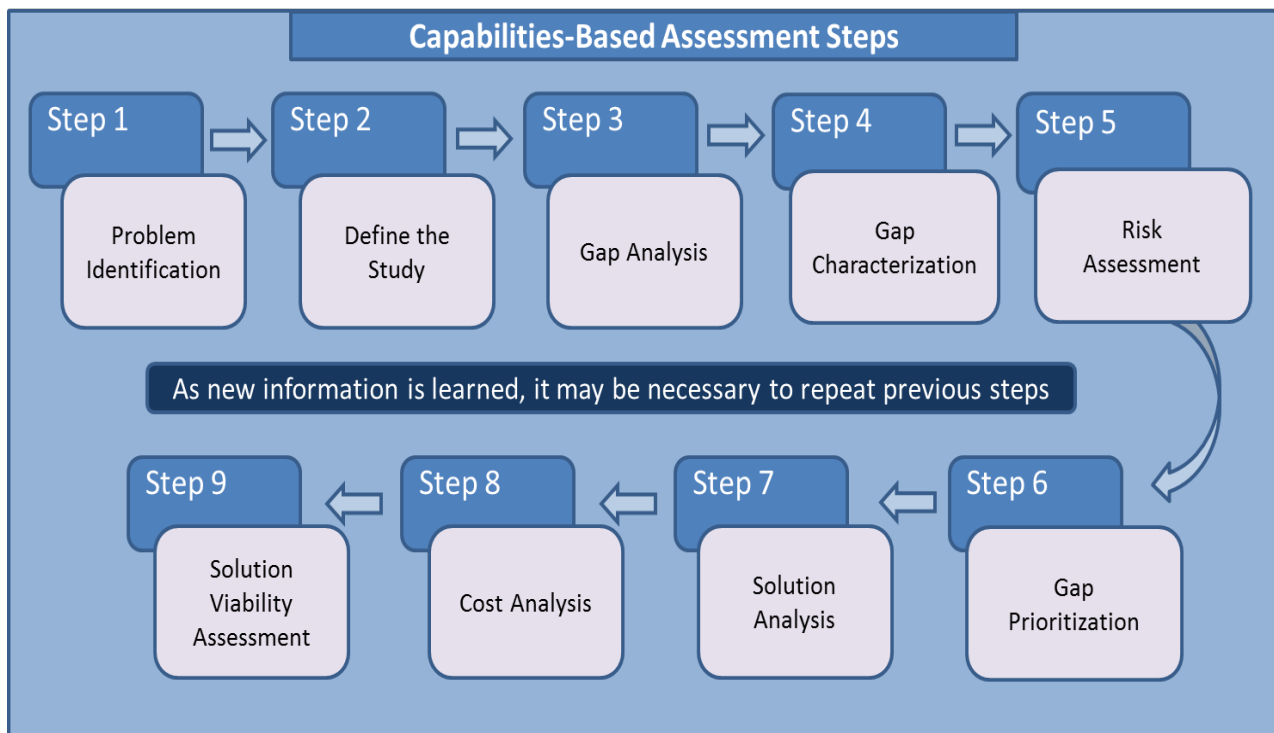 Capabilities-Based Assessment Steps
Step 1
Problem
Identification
Step 2
Define the
Study
Step 3
Gap Analysis
Step 4
Gap
Characterization
Step 5
Risk
Assessment
As new information is learned, it may be necessary to repeat previous steps
Step 6
Gap
Prioritization
Step 7
Solution
Analysis
Step 8
Cost Analysis
Step 9
Solution
Viability
Assessment